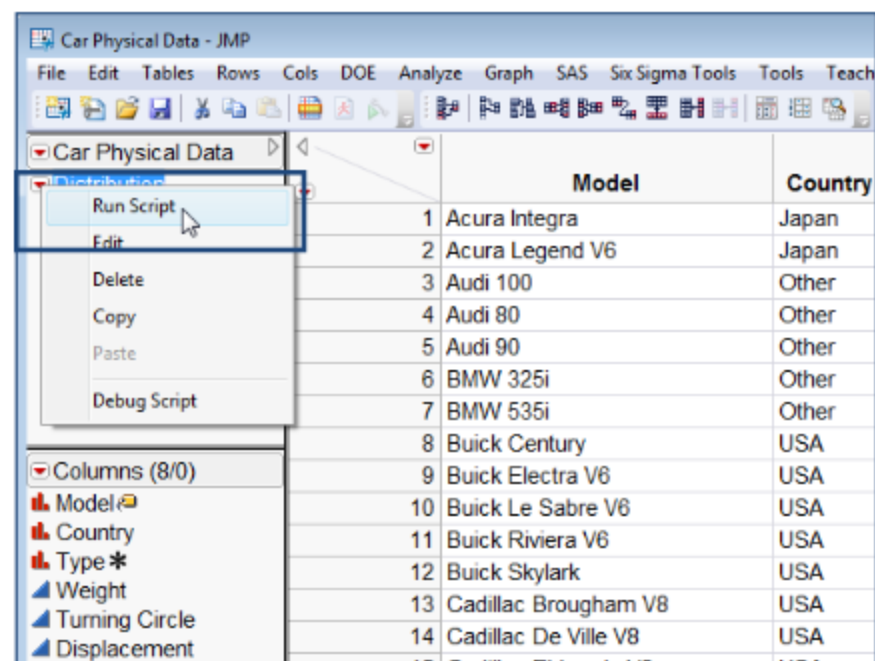 Car Physical Data - JMP
File Edit Tables Rows Cols DOE Analyze Graph SAS Six Sigma Tools Tools Teach
Car Physical Data
Distribution
Run Script
Edit
Delete
Copy
Paste
Debug Script
Columns (8/0)
Model
Country
Type
Weight
Turning Circle
Displacement
Model Country
1 Acura Integra Japan
2 Acura Legend V6 Japan
3 Audi 100 Other
4 Audi 80 Other
5 Audi 90 Other
6 BMW 325i Other
7 BMW 535i Other
8 Buick Century USA
9 Buick Electra V6 USA
10 Buick Le Sabre V6 USA
11 Buick Riviera V6 USA
12 Buick Skylark USA
13 Cadillac Brougham V8 USA
14 Cadillac De Ville V8 USA